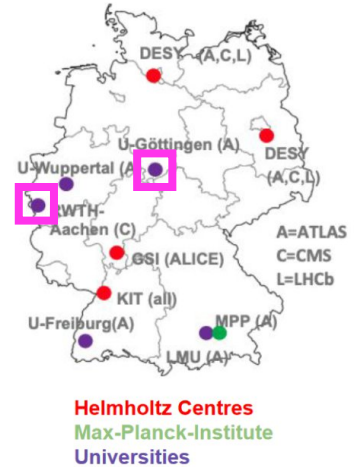 DESY (A,C,L)
U-Göttingen (A)
DESY
(A,C,L)
U-Wuppertal (A
RWTH-
Aachen (C)
A=ATLAS
C=CMS
L=LHCb
GSI (ALICE)
KIT (all)
U-Freiburg(A)
MPP (A)
LMU (A)
Helmholtz Centres
Max-Planck-Institute
Universities